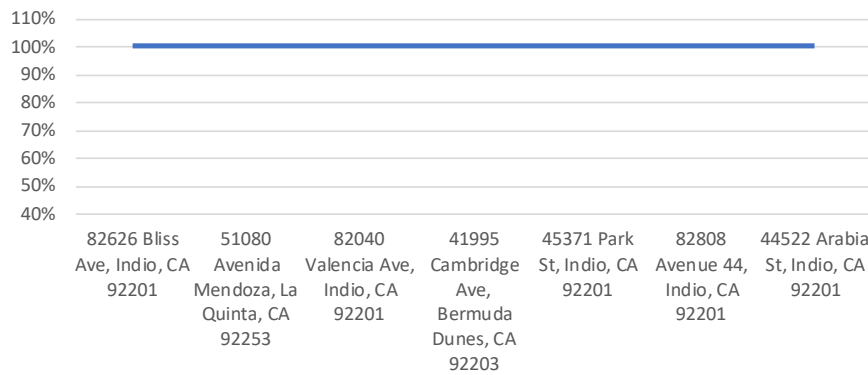 110%
100%
90%
80%
70%
60%
50%
40%
82626 Bliss
Ave, Indio, CA
92201
51080
Avenida
Mendoza, La
Quinta, CA
92253
82040
Valencia Ave,
Indio, CA
92201
41995
Cambridge
Ave,
Bermuda
Dunes, CA
92203
45371 Park
St, Indio, CA
92201
82808
Avenue 44,
Indio, CA
92201
44522 Arabia
St, Indio, CA
92201